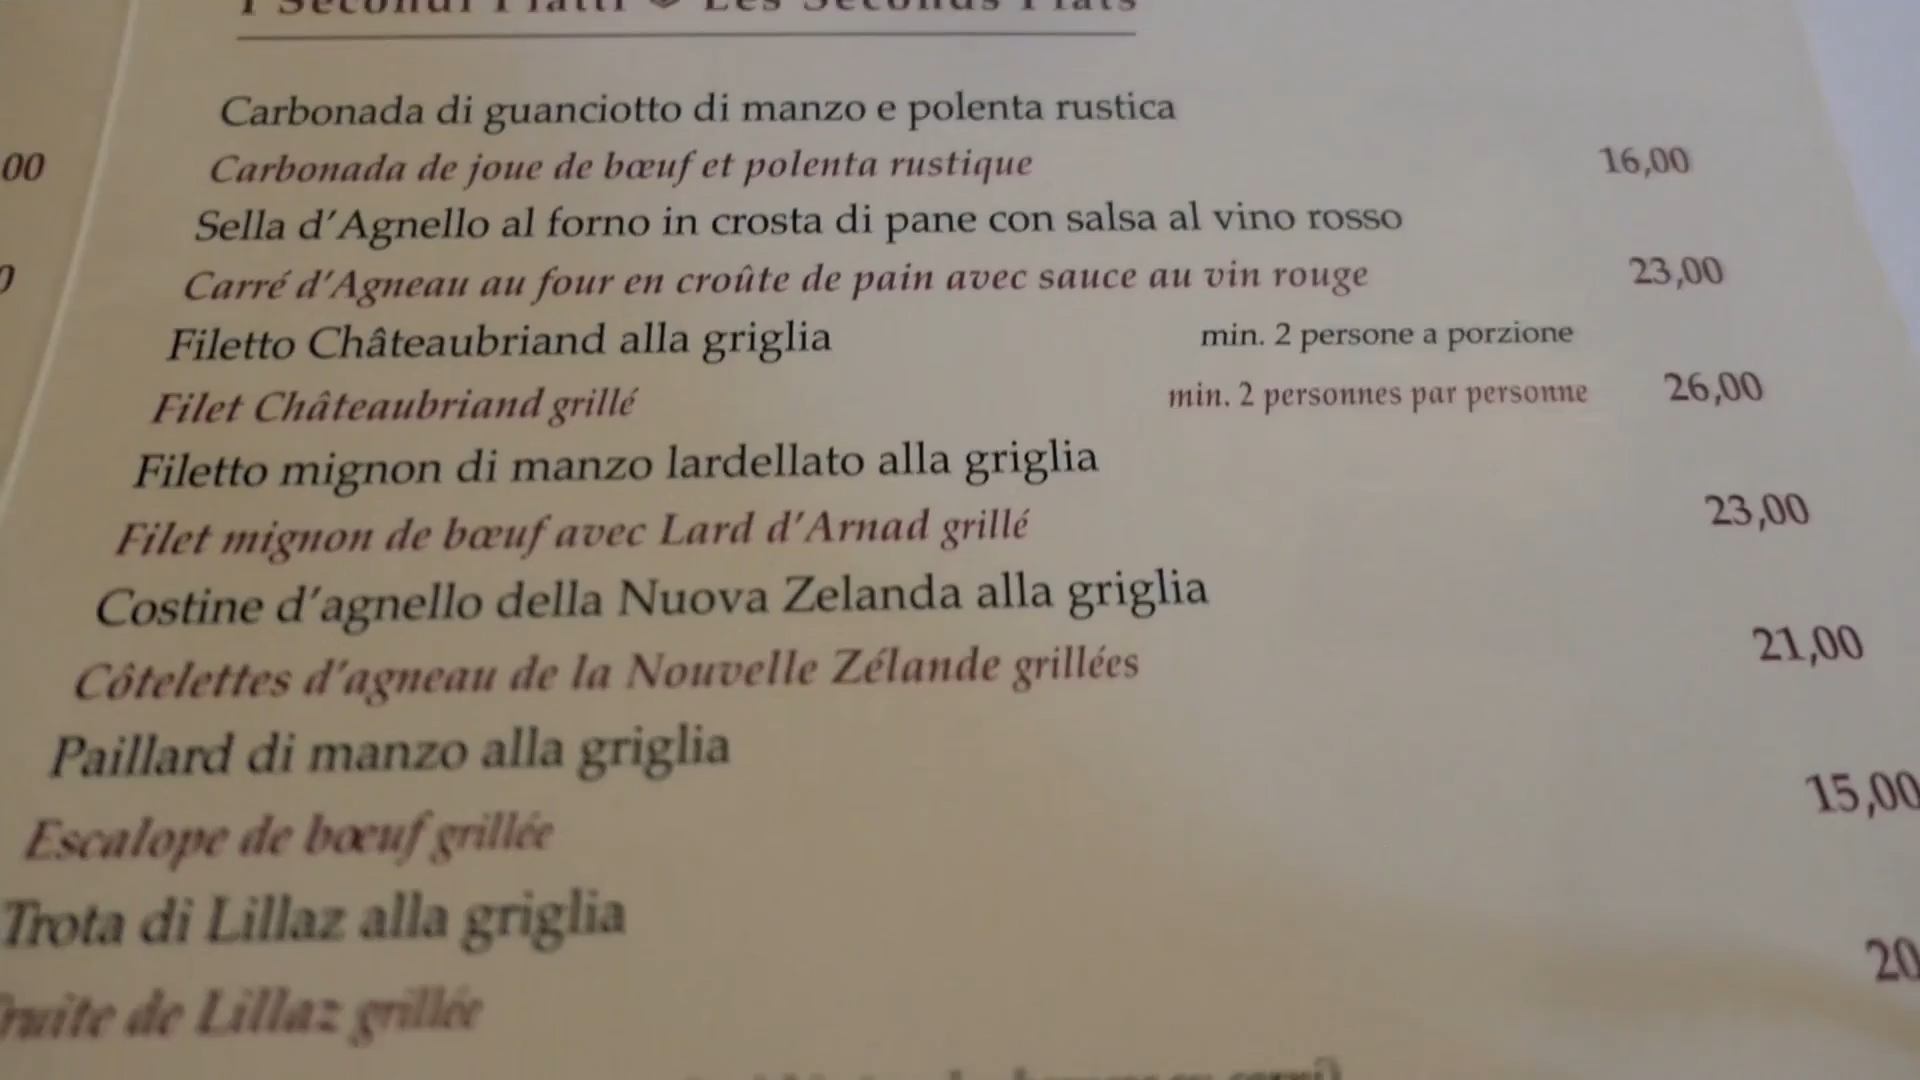 I Secondi Piatti Les Seconds Plats
Carbonada di guanciotto di manzo e polenta rustica
00
Carbonada de joue de bœuf et polenta rustique 16,00
Sella d'Agnello al forno in crosta di pane con salsa al vino rosso
Carré d'Agneau au four en croûte de pain avec sauce au vin rouge 23,00
Filetto Châteaubriand alla griglia min. 2 persone a porzione
Filet Châteaubriand grillé min. 2 personnes par personne 26,00
Filetto mignon di manzo lardellato alla griglia
Filet mignon de bœuf avec Lard d'Arnad grillé 23,00
Costine d'agnello della Nuova Zelanda alla griglia
Côtelettes d'agneau de la Nouvelle Zélande grillées 21,00
Paillard di manzo alla griglia
Escalope de bœuf grillée 15,00
Trota di Lillaz alla griglia
Truite de Lillaz grillée 20